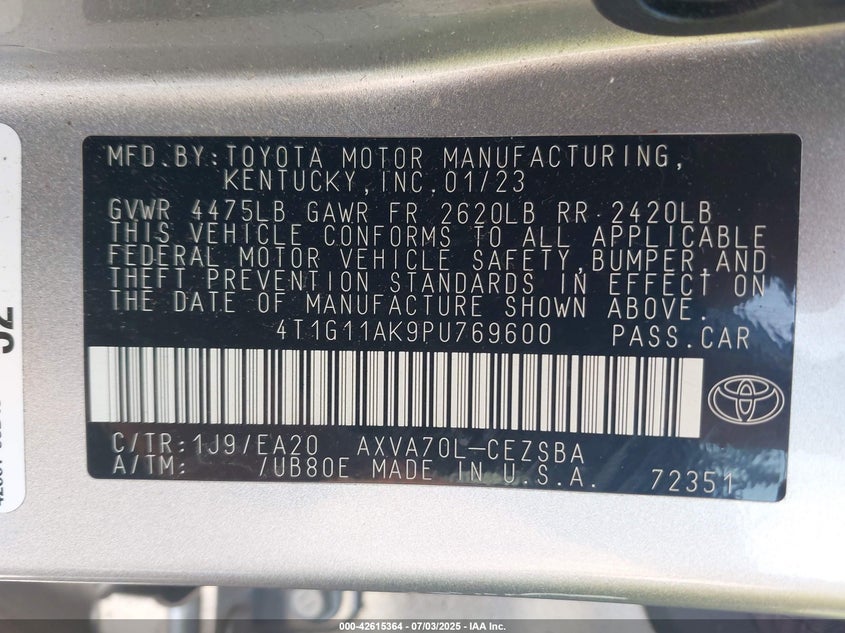 MFD.BY:TOYOTA MOTOR MANUFACTURING,
KENTUCKY,INC.01/23
GVWR 4475LB GAWR FR 2620LB RR 2420LB
THIS VEHICLE CONFORMS TO ALL APPLICABLE
FEDERAL MOTOR VEHICLE SAFETY,BUMPER,AND
THEFT PREVENTION STANDARDS IN EFFECT ON
THE DATE OF MANUFACTURE SHOWN ABOVE.
4T1G11AK9PU769600 PASS.CAR
C/TR:1J9/EA20 AXVA70L-CEZSBA
A/TM: /UB80E MADE IN U.S.A. 72351
000-42615364 - 07/03/2025 - IAA Inc.